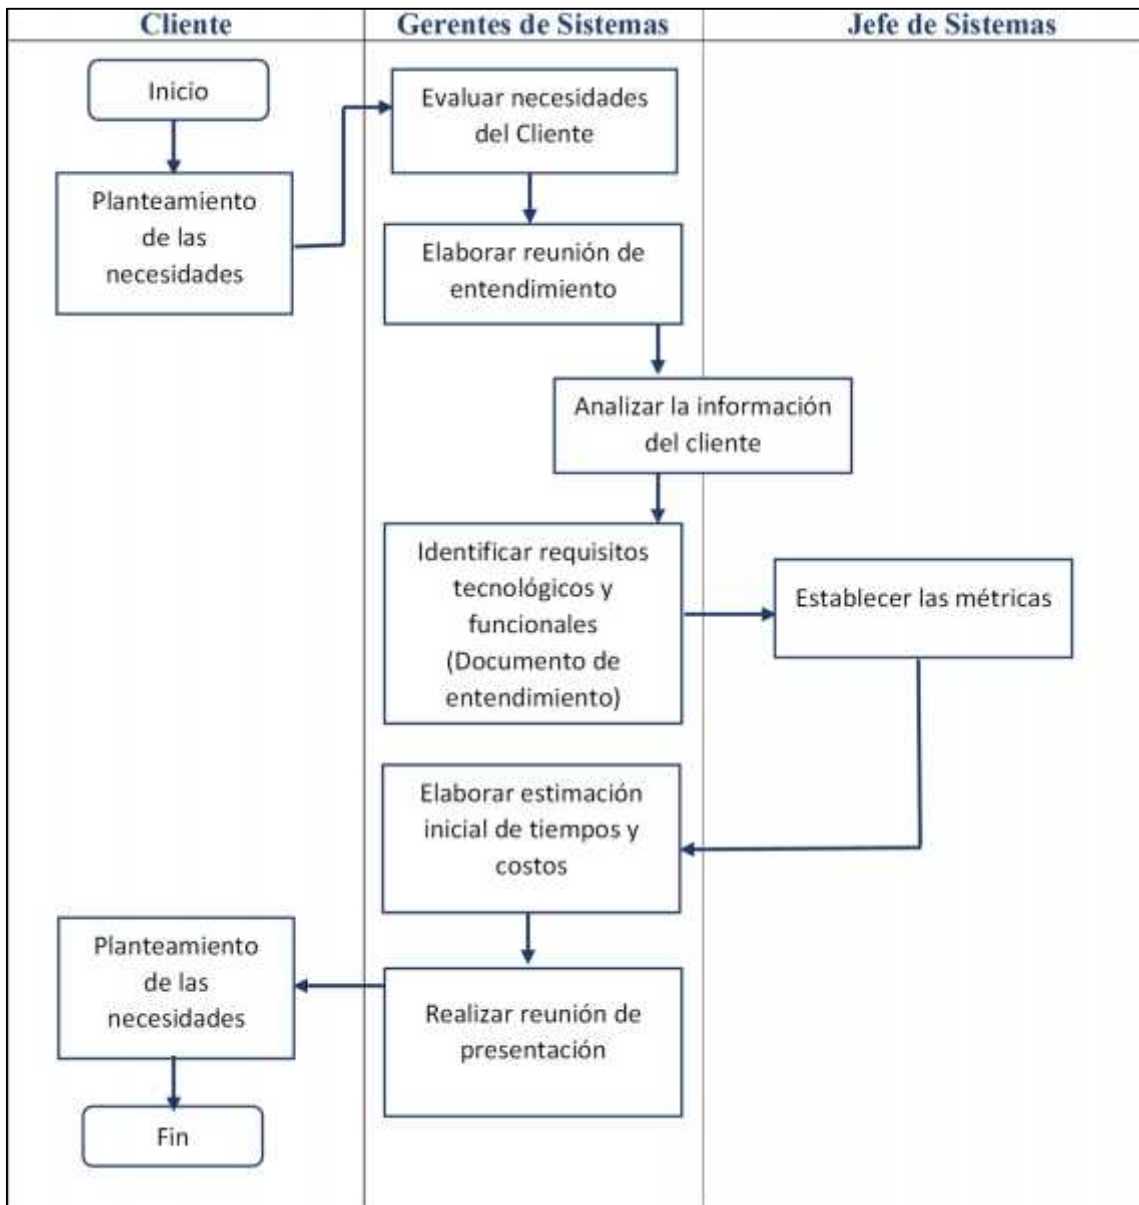 Cliente
Gerentes de Sistemas
Jefe de Sistemas
Inicio
Planteamiento
de las
necesidades
Evaluar necesidades
del Cliente
Elaborar reunión de
entendimiento
Analizar la información
del cliente
Identificar requisitos
tecnológicos y
funcionales
(Documento de
entendimiento)
Establecer las métricas
Elaborar estimación
inicial de tiempos y
costos
Realizar reunión de
presentación
Planteamiento
de las
necesidades
Fin